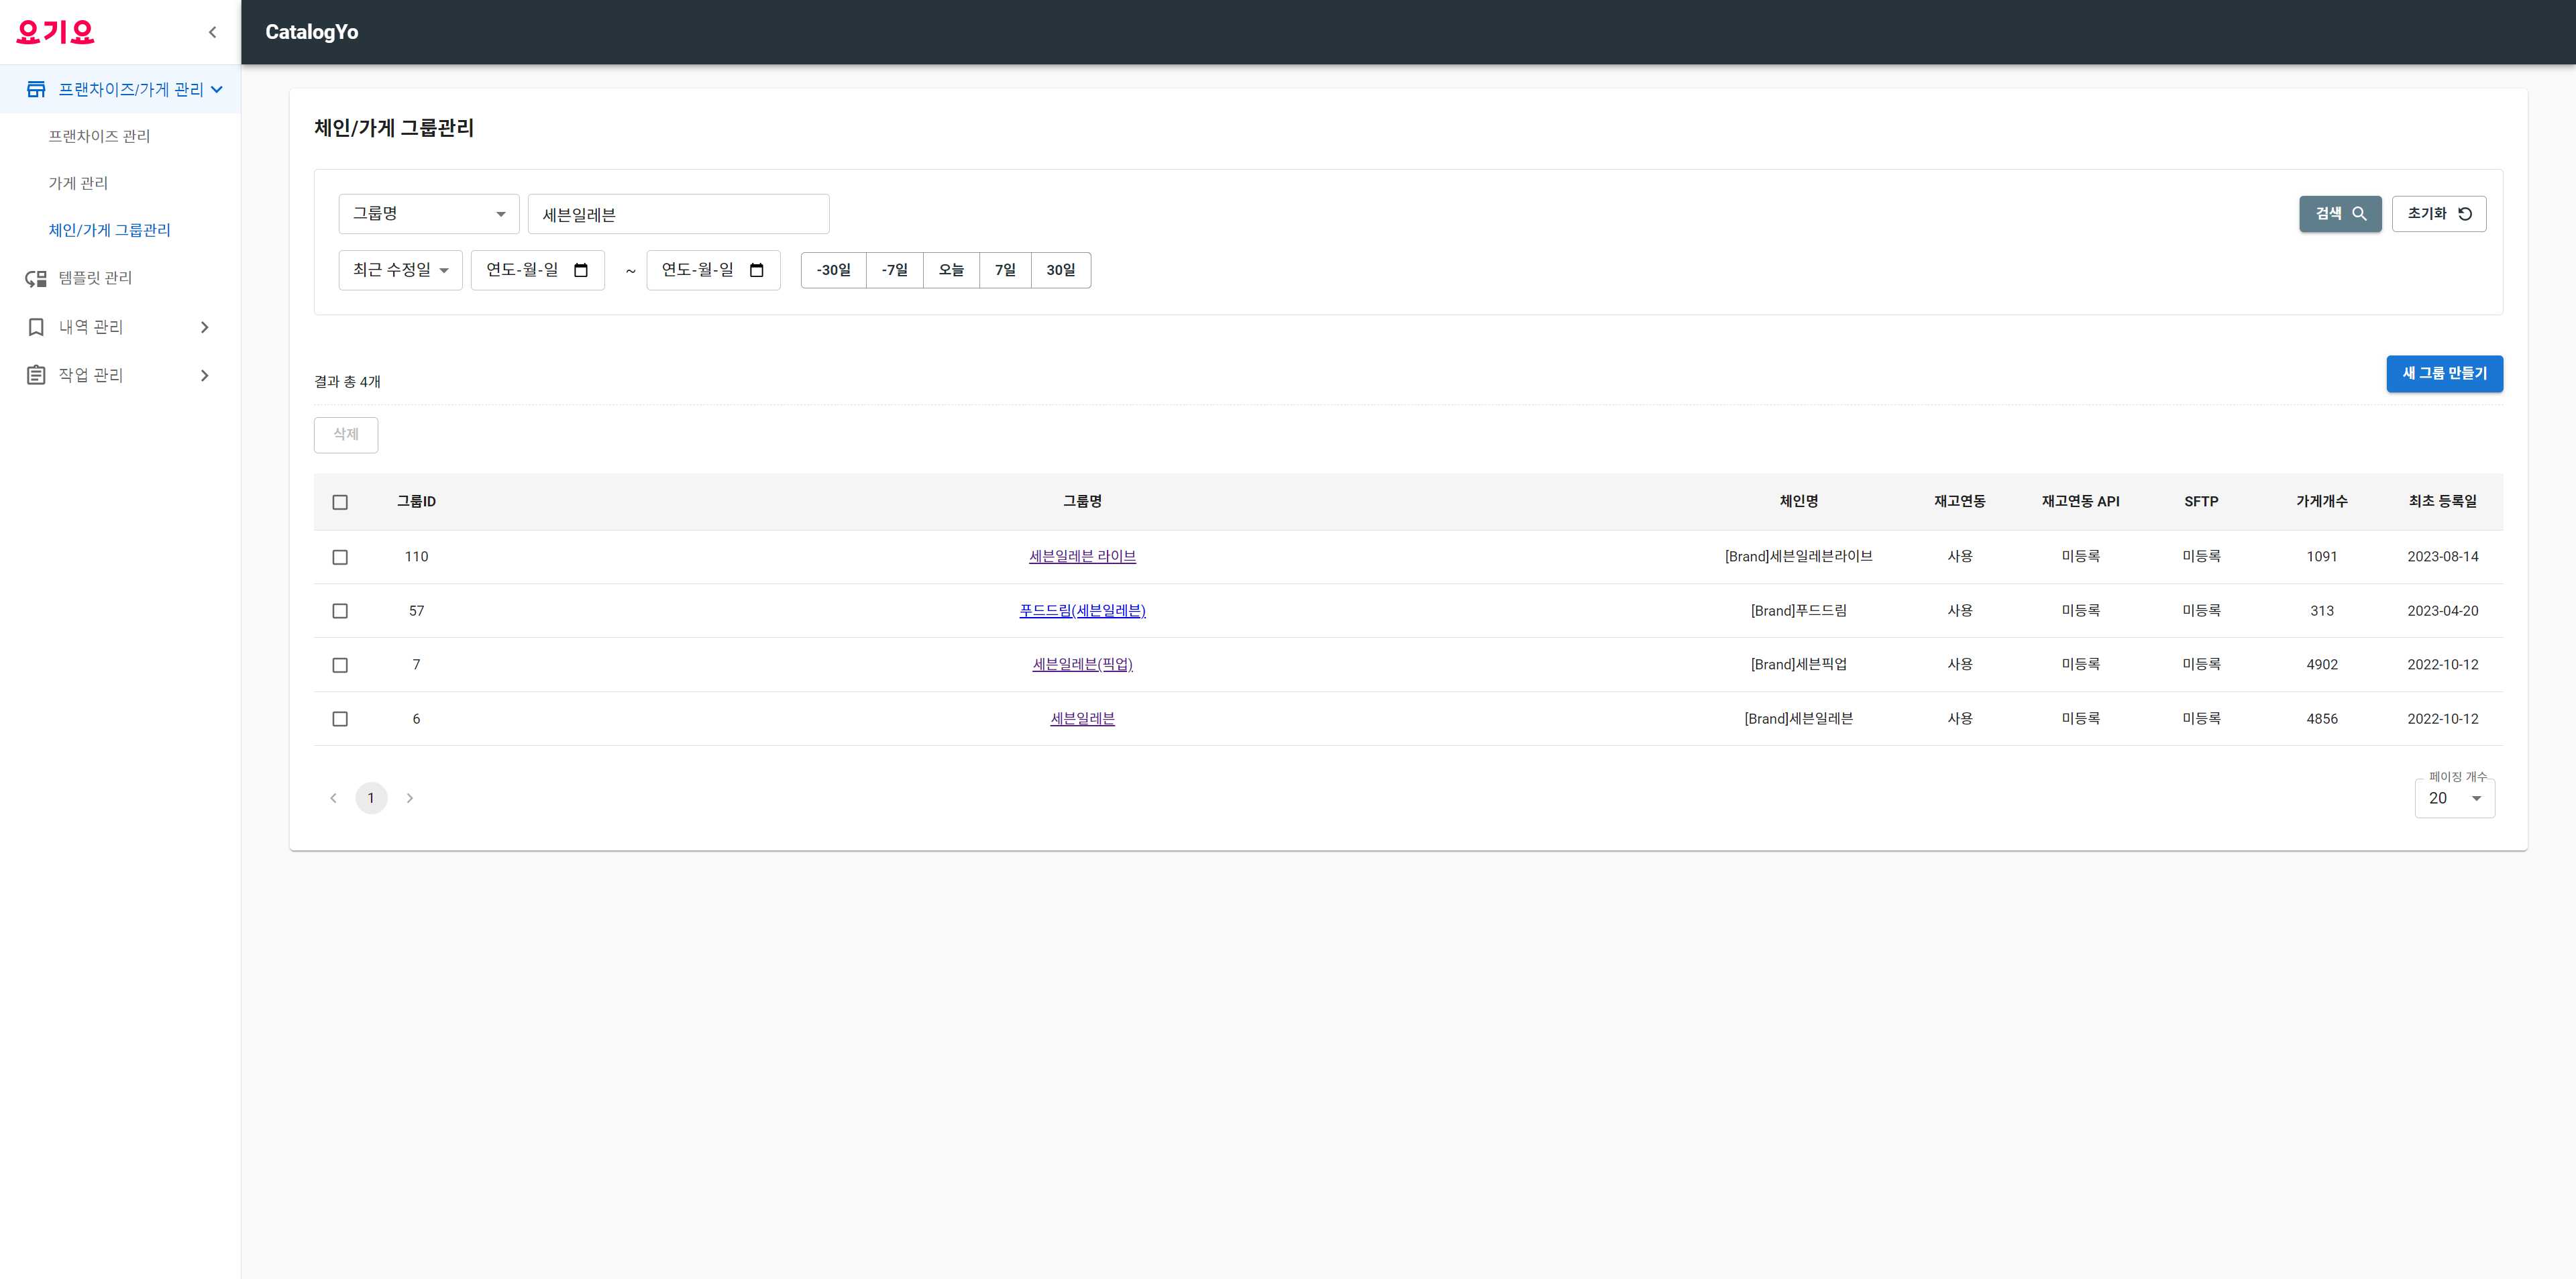 요기요
CatalogYo
프랜차이즈/가게 관리
프랜차이즈 관리
가게 관리
체인/가게 그룹관리
템플릿 관리
내역 관리
작업 관리
체인/가게 그룹관리
그룹명 세븐일레븐 검색 초기화
최근 수정일 연도-월-일 ~ 연도-월-일 -30일 -7일 오늘 7일 30일
결과 총 4개 새 그룹 만들기
삭제
그룹ID 그룹명 체인명 재고연동 재고연동 API SFTP 가게개수 최초 등록일
110 세븐일레븐 라이브 [Brand]세븐일레븐라이브 사용 미등록 미등록 1091 2023-08-14
57 푸드드림(세븐일레븐) [Brand]푸드드림 사용 미등록 미등록 313 2023-04-20
7 세븐일레븐(픽업) [Brand]세븐픽업 사용 미등록 미등록 4902 2022-10-12
6 세븐일레븐 [Brand]세븐일레븐 사용 미등록 미등록 4856 2022-10-12
페이징 개수
1 20